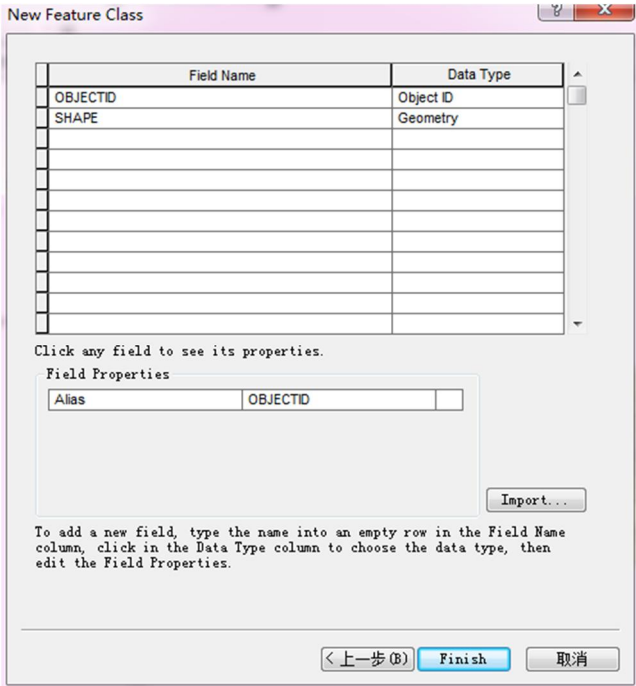 New Feature Class
Field Name Data Type
OBJECTID Object ID
SHAPE Geometry
Click any field to see its properties.
Field Properties
Alias OBJECTID
Import...
To add a new field, type the name into an empty row in the Field Name
column, click in the Data Type column to choose the data type, then
edit the Field Properties.
<上一步(B) Finish 取消